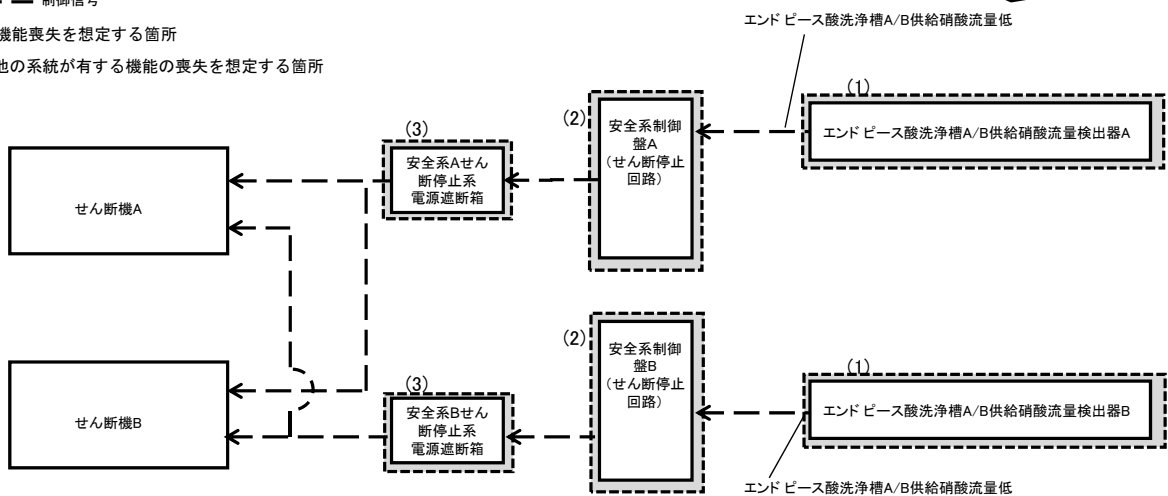 制御信号
機能喪失を想定する箇所
他の系統が有する機能の喪失を想定する箇所
エンドピース酸洗浄槽A/B供給硝酸流量低
(1)
エンドピース酸洗浄槽A/B供給硝酸流量検出器A
(2)
安全系制御
盤A
(せん断停止
回路)
(3)
安全系Aせん
断停止系
電源遮断箱
せん断機A
(1)
エンドピース酸洗浄槽A/B供給硝酸流量検出器B
(2)
安全系制御
盤B
(せん断停止
回路)
(3)
安全系Bせん
断停止系
電源遮断箱
せん断機B
エンドピース酸洗浄槽A/B供給硝酸流量低